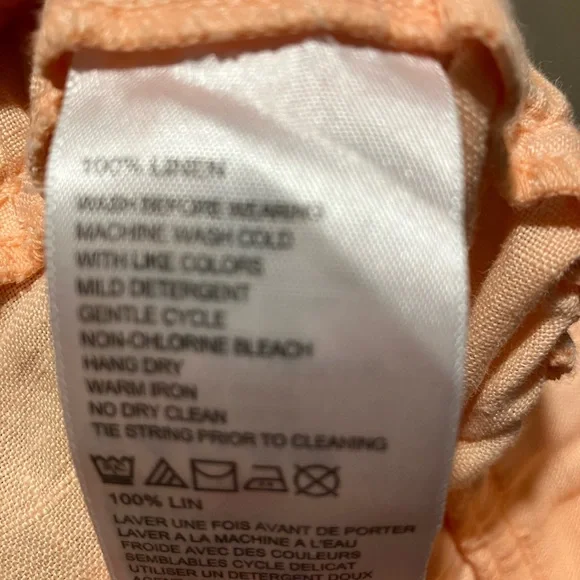 100% LINEN
WASH BEFORE WEARING
MACHINE WASH COLD
WITH LIKE COLORS
MILD DETERGENT
GENTLE CYCLE
NON-CHLORINE BLEACH
HANG DRY
WARM IRON
NO DRY CLEAN
TIE STRING PRIOR TO CLEANING
100% LIN
LAVER UNE FOIS AVANT DE PORTER
LAVER A LA MACHINE A L'EAU
FROIDE AVEC DES COULEURS
SEMBLABLES CYCLE DELICAT
UTILISER UN DETERGENT DOUX